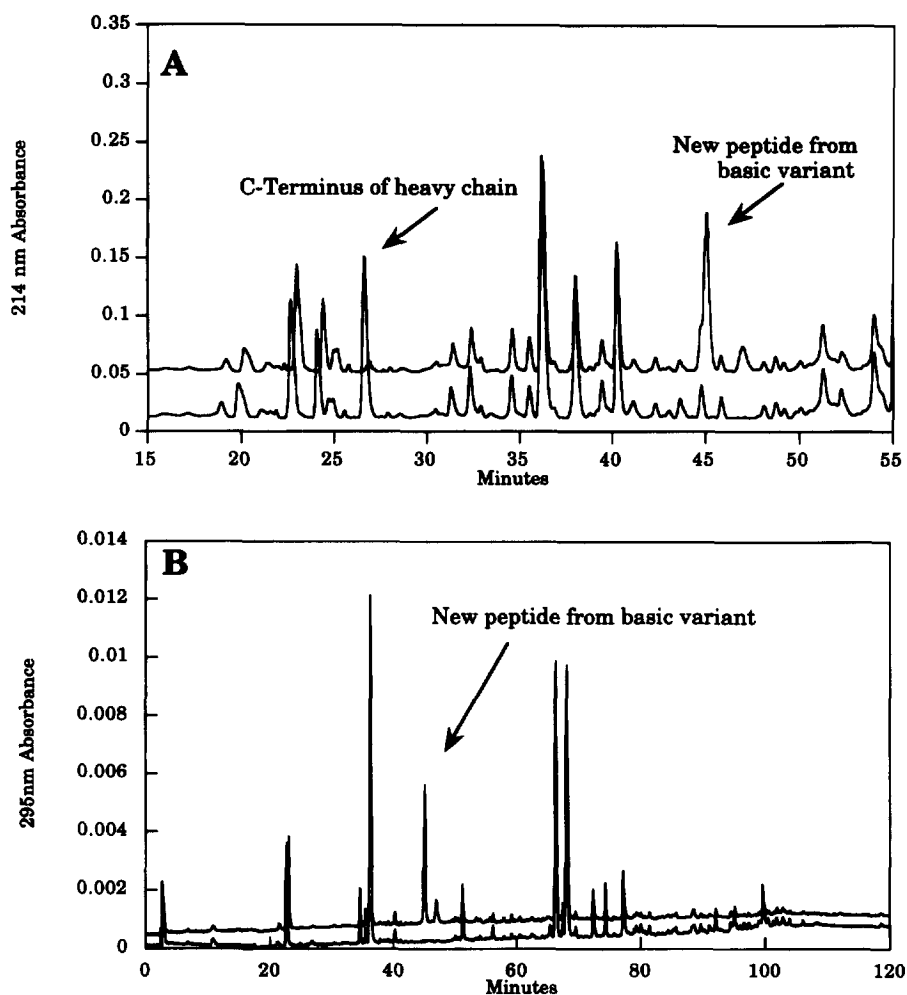 0.35
0.3
0.25
0.2
0.15
0.1
0.05
0
214 nm Absorbance
A
C-Terminus of heavy chain
New peptide from
basic variant
15 20 25 30 35 40 45 50 55
Minutes
0.014
0.012
0.01
0.008
0.006
0.004
0.002
0
295nm Absorbance
B
New peptide from basic variant
0 20 40 60 80 100 120
Minutes